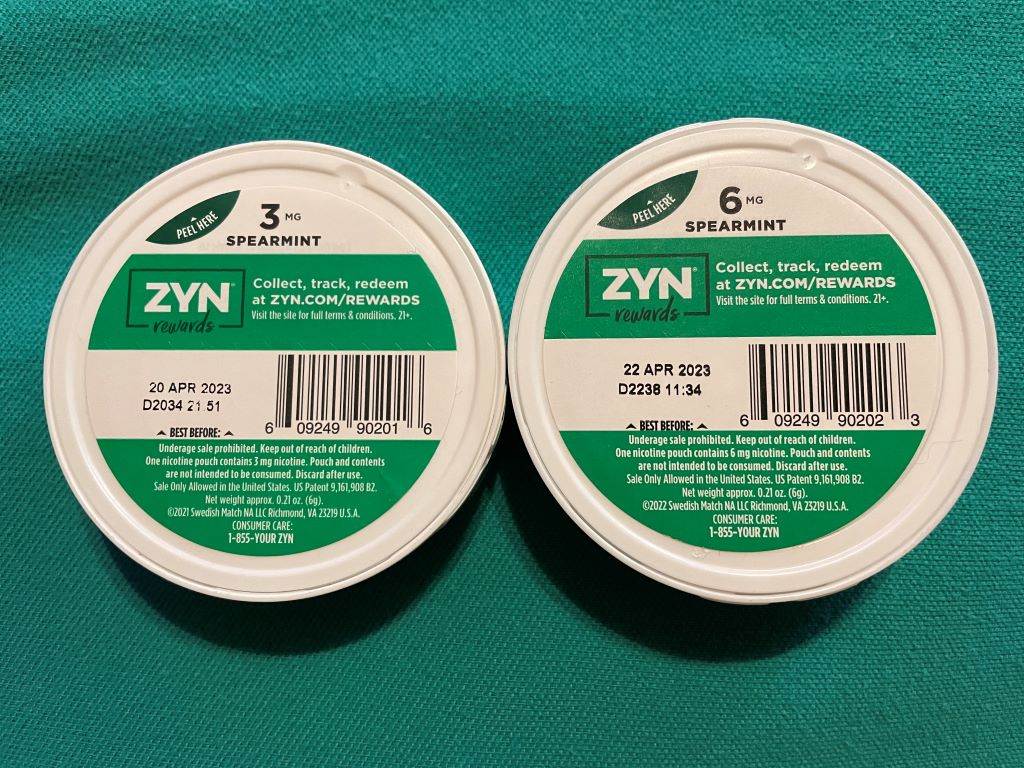 PEEL HERE
3 MG
SPEARMINT
ZYN®
rewards
Collect, track, redeem
at ZYN.COM/REWARDS
Visit the site for full terms & conditions. 21+.
20 APR 2023
D2034 21:51
6 09249 90201 6
BEST BEFORE:
Underage sale prohibited. Keep out of reach of children.
One nicotine pouch contains 3 mg nicotine. Pouch and contents
are not intended to be consumed. Discard after use.
Sale Only Allowed in the United States. US Patent 9,161,908 B2.
Net weight approx. 0.21 oz. (6g).
©2021 Swedish Match NA LLC Richmond, VA 23219 U.S.A.
CONSUMER CARE:
1-855-YOUR ZYN
PEEL HERE
6 MG
SPEARMINT
ZYN®
rewards
Collect, track, redeem
at ZYN.COM/REWARDS
Visit the site for full terms & conditions. 21+.
22 APR 2023
D2238 11:34
6 09249 90202 3
BEST BEFORE:
Underage sale prohibited. Keep out of reach of children.
One nicotine pouch contains 6 mg nicotine. Pouch and contents
are not intended to be consumed. Discard after use.
Sale Only Allowed in the United States. US Patent 9,161,908 B2.
Net weight approx. 0.21 oz. (6g).
©2022 Swedish Match NA LLC Richmond, VA 23219 U.S.A.
CONSUMER CARE:
1-855-YOUR ZYN